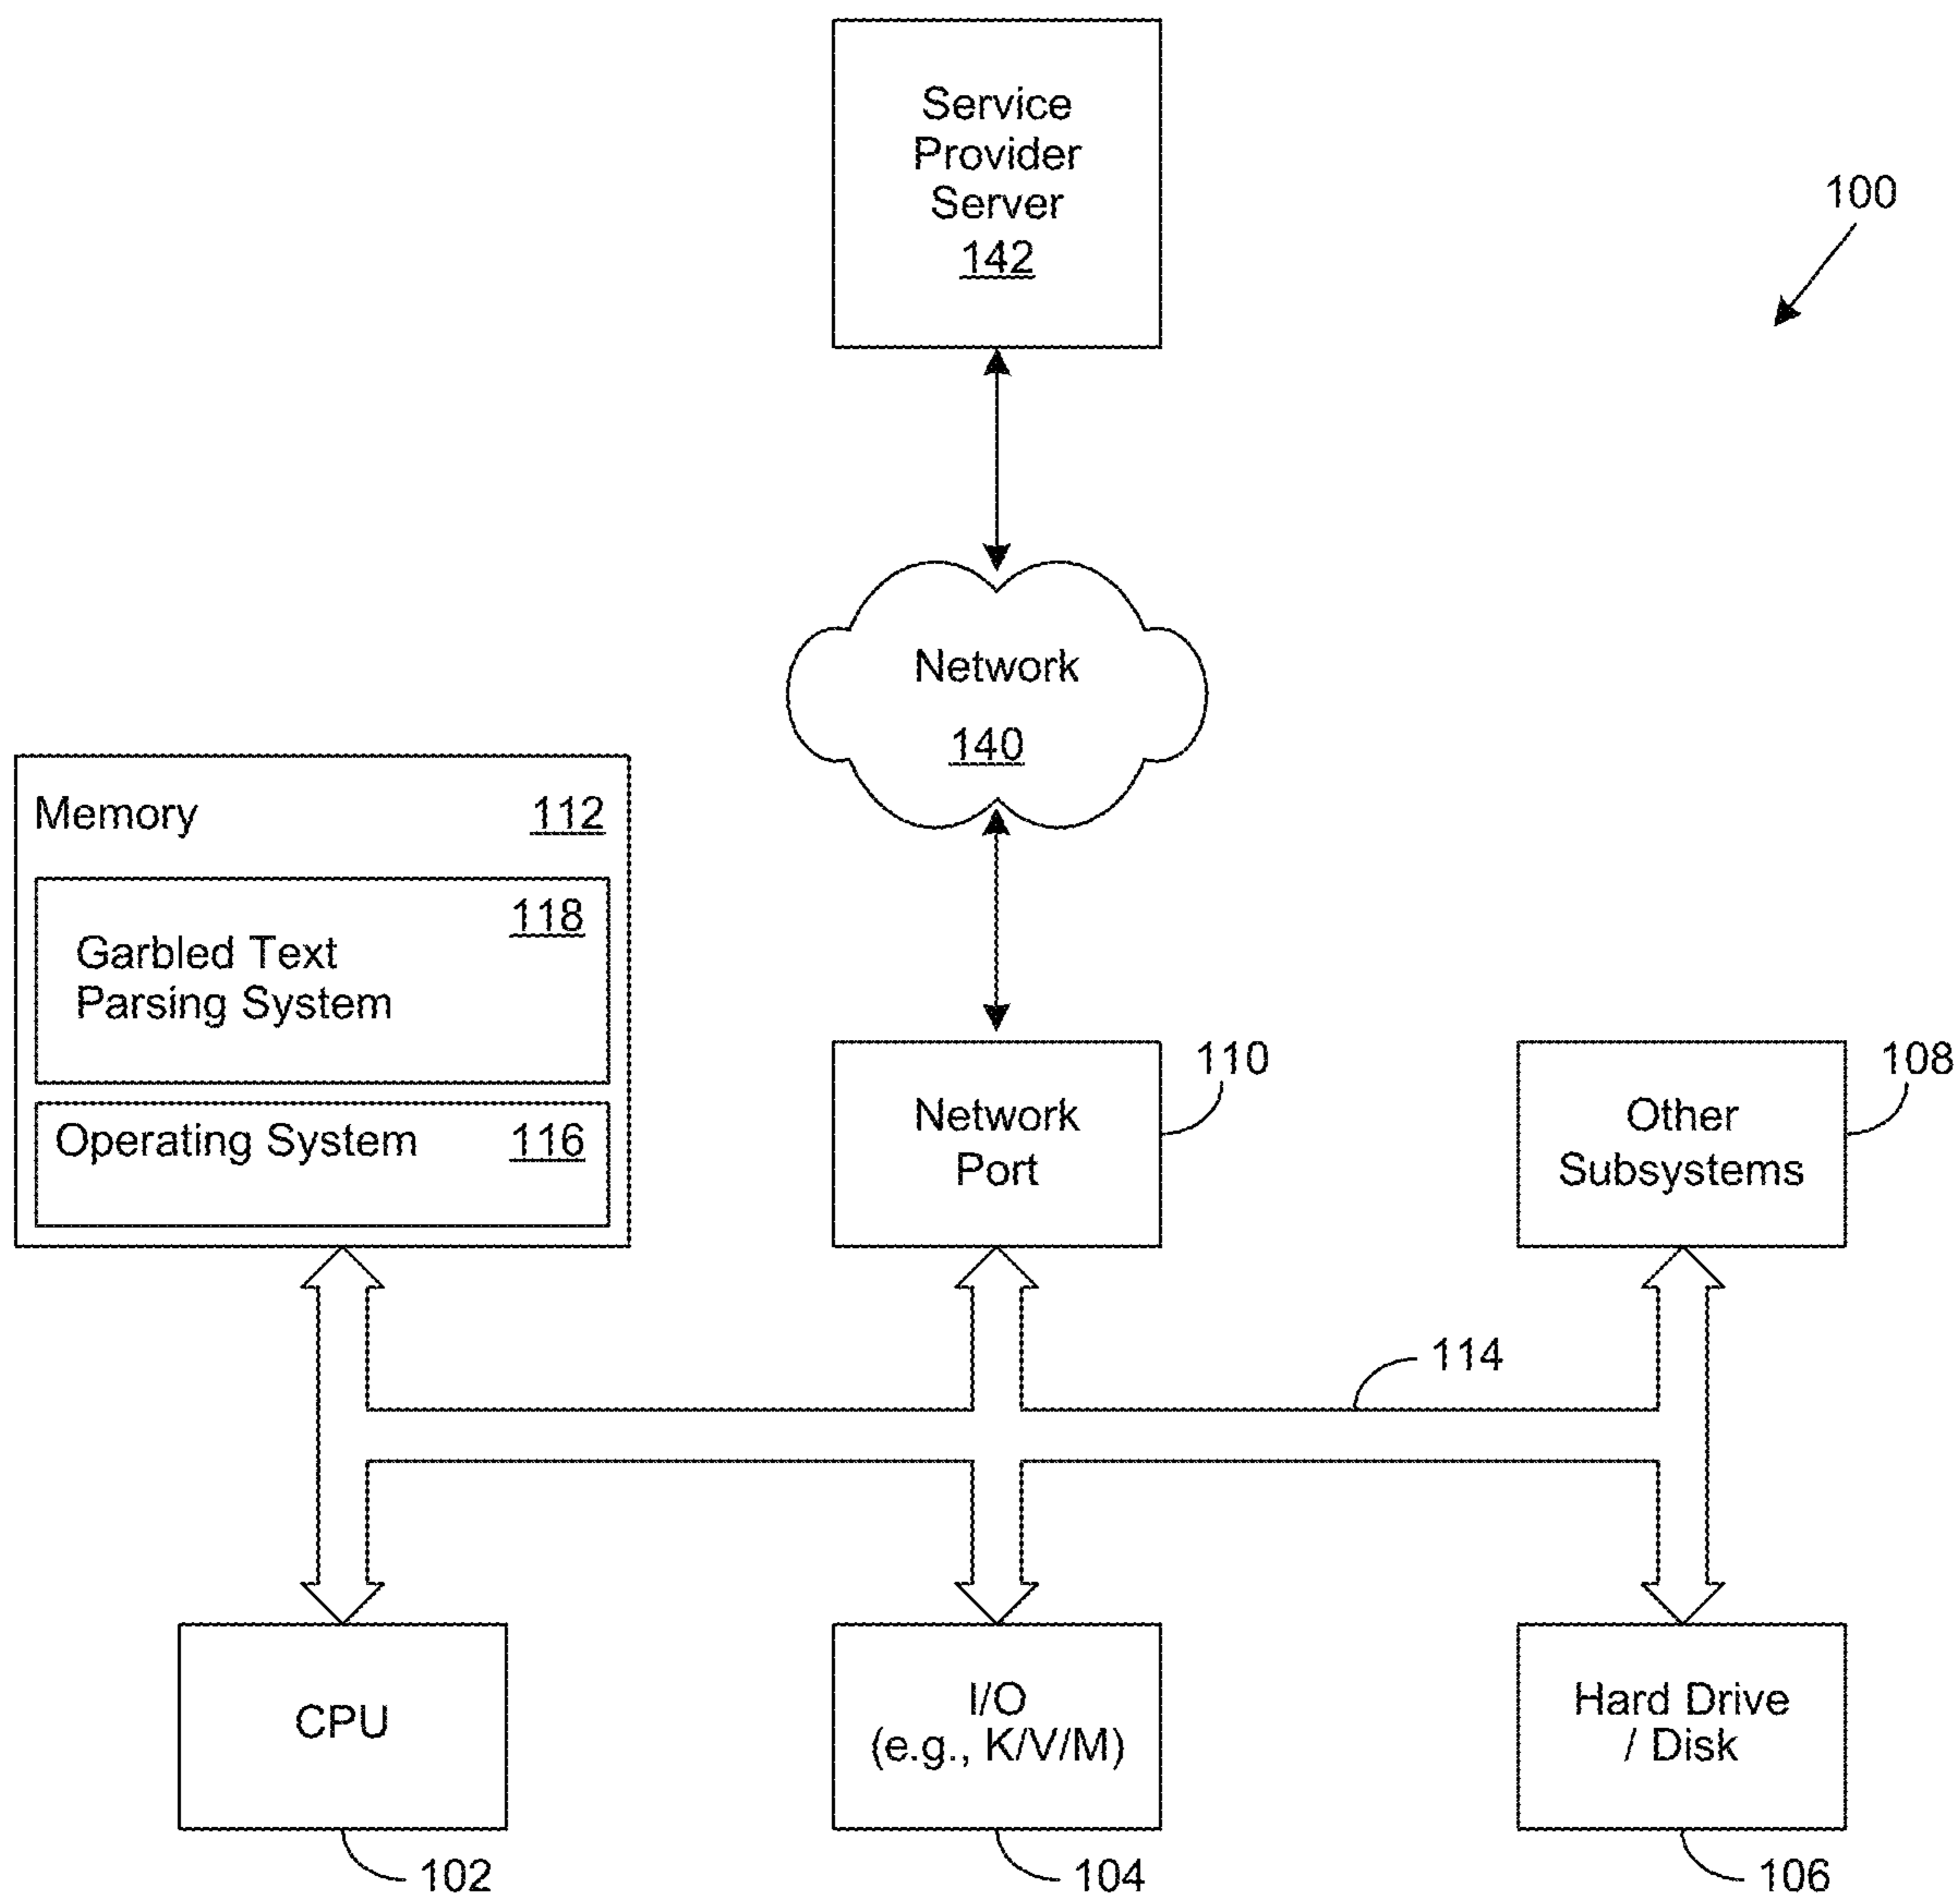 Service
Provider
Server
142
100
Network
140
Memory 112
118
Garbled Text
Parsing System
Operating System 116
Network
Port
110
Other
Subsystems
108
114
CPU
102
I/O
(e.g., K/V/M)
104
Hard Drive
/ Disk
106